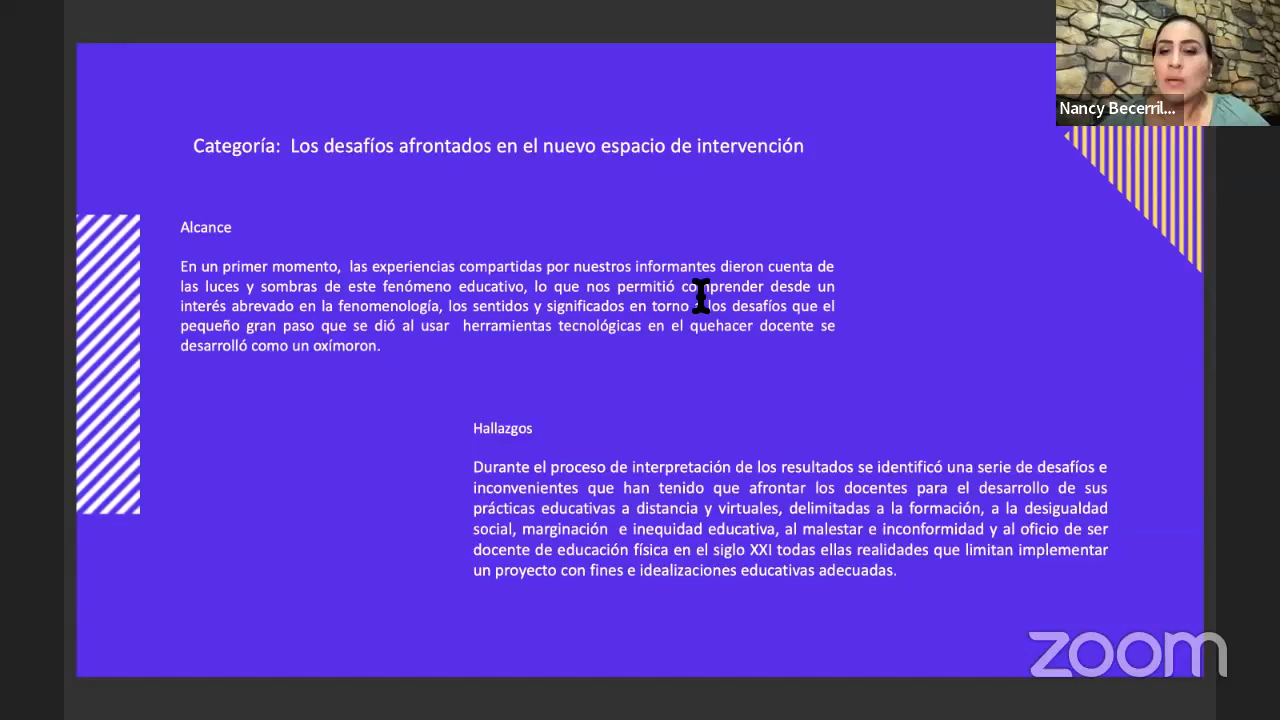 Nancy Becerril...
Categoría: Los desafíos afrontados en el nuevo espacio de intervención
Alcance
En un primer momento, las experiencias compartidas por nuestros informantes dieron cuenta de
las luces y sombras de este fenómeno educativo, lo que nos permitió comprender desde un
interés abrevado en la fenomenología, los sentidos y significados en torno los desafíos que el
pequeño gran paso que se dió al usar herramientas tecnológicas en el quehacer docente se
desarrolló como un oxímoron.
Hallazgos
Durante el proceso de interpretación de los resultados se identificó una serie de desafíos e
inconvenientes que han tenido que afrontar los docentes para el desarrollo de sus
prácticas educativas a distancia y virtuales, delimitadas a la formación, a la desigualdad
social, marginación e inequidad educativa, al malestar e inconformidad y al oficio de ser
docente de educación física en el siglo XXI todas ellas realidades que limitan implementar
un proyecto con fines e idealizaciones educativas adecuadas.
zoom